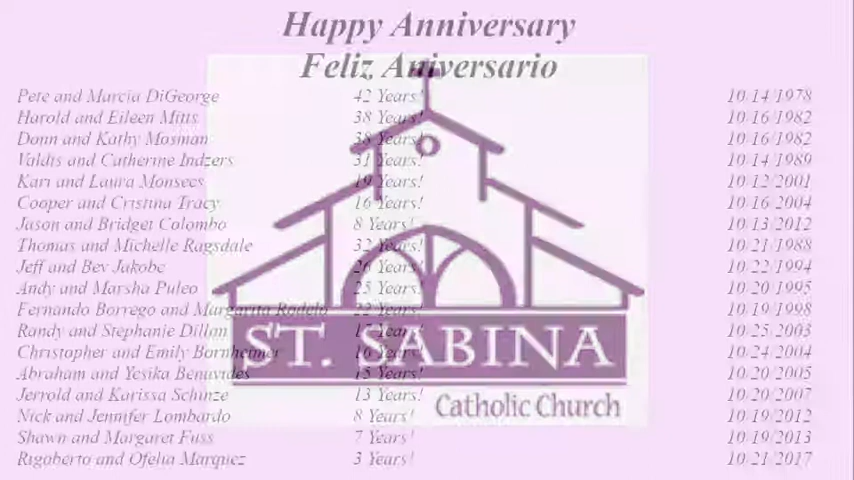 Happy Anniversary
Feliz Aniversario
Pete and Marcia DiGeorge 42 Years! 10/14/1978
Harold and Eileen Mitts 38 Years! 10/16/1982
Donn and Kathy Mosman 38 Years! 10/16/1982
Valdis and Catherine Indzers 31 Years! 10/14/1989
Kari and Laura Monsees 19 Years! 10/12/2001
Cooper and Cristina Tracy 16 Years! 10/16/2004
Jason and Bridget Colombo 8 Years! 10/13/2012
Thomas and Michelle Ragsdale 32 Years! 10/21/1988
Jeff and Bev Jakobe 26 Years! 10/22/1994
Andy and Marsha Puleo 25 Years! 10/20/1995
Fernando Borrego and Margarita Rodelo 22 Years! 10/19/1998
Randy and Stephanie Dillon 17 Years! 10/25/2003
Christopher and Emily Bornheimer 16 Years! 10/24/2004
Abraham and Yesika Benavides 15 Years! 10/20/2005
Jerrold and Karissa Schinze 13 Years! 10/20/2007
Nick and Jennifer Lombardo 8 Years! 10/19/2012
Shawn and Margaret Fuss 7 Years! 10/19/2013
Rigoberto and Ofelia Marquez 3 Years! 10/21/2017
ST. SABINA
Catholic Church